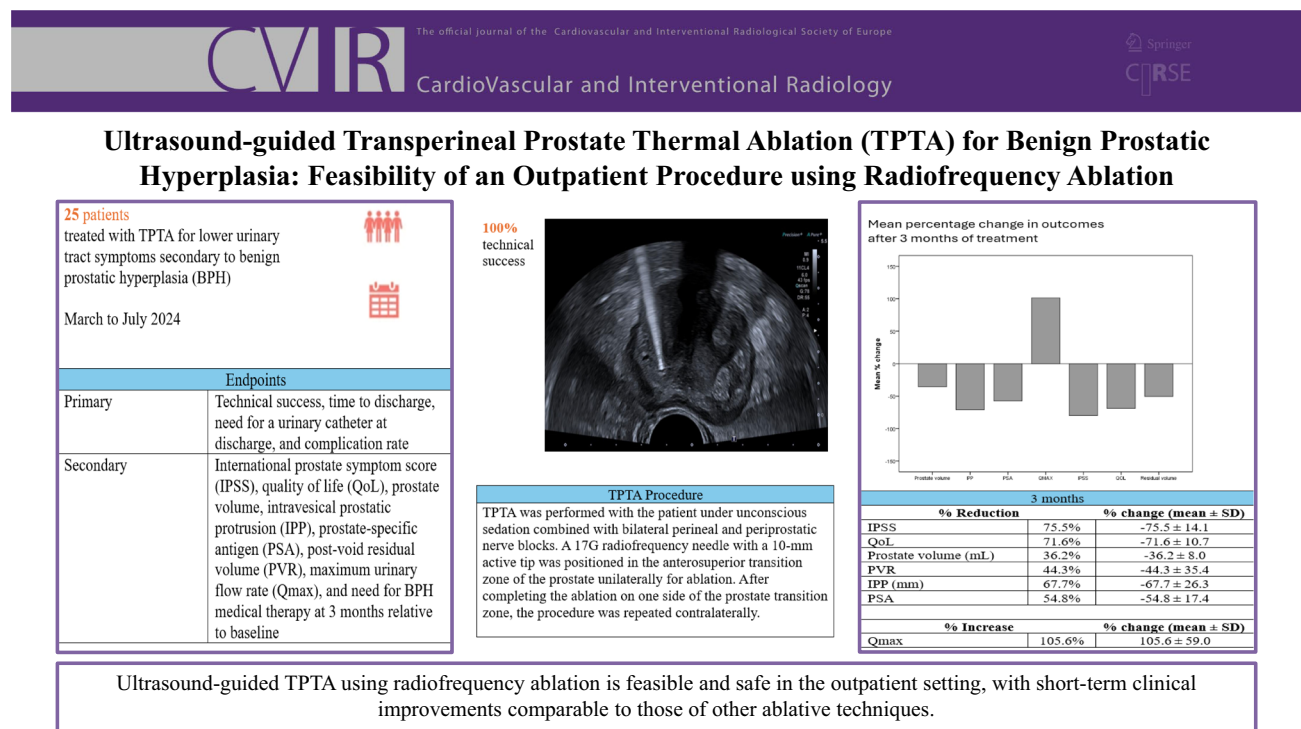 The official journal of the Cardiovascular and Interventional Radiological Society of Europe
CVIR
CardioVascular and Interventional Radiology
Springer
CIRSE
Ultrasound-guided Transperineal Prostate Thermal Ablation (TPTA) for Benign Prostatic
Hyperplasia: Feasibility of an Outpatient Procedure using Radiofrequency Ablation
25 patients
treated with TPTA for lower urinary
tract symptoms secondary to benign
prostatic hyperplasia (BPH)
March to July 2024
Endpoints
Primary
Technical success, time to discharge,
need for a urinary catheter at
discharge, and complication rate
Secondary
International prostate symptom score
(IPSS), quality of life (QoL), prostate
volume, intravesical prostatic
protrusion (IPP), prostate-specific
antigen (PSA), post-void residual
volume (PVR), maximum urinary
flow rate (Qmax), and need for BPH
medical therapy at 3 months relative
to baseline
100%
technical
success
TPTA Procedure
TPTA was performed with the patient under unconscious
sedation combined with bilateral perineal and periprostatic
nerve blocks. A 17G radiofrequency needle with a 10-mm
active tip was positioned in the anterosuperior transition
zone of the prostate unilaterally for ablation. After
completing the ablation on one side of the prostate transition
zone, the procedure was repeated contralaterally.
Mean percentage change in outcomes
after 3 months of treatment
Mean % change
150
100
50
0
-50
-100
-150
Prostate volume IPP PSA QMAX IPSS QOL Residual volume
3 months
% Reduction % change (mean ± SD)
IPSS 75.5% -75.5 ± 14.1
QoL 71.6% -71.6 ± 10.7
Prostate volume (mL) 36.2% -36.2 ± 8.0
PVR 44.3% -44.3 ± 35.4
IPP (mm) 67.7% -67.7 ± 26.3
PSA 54.8% -54.8 ± 17.4
% Increase % change (mean ± SD)
Qmax 105.6% 105.6 ± 59.0
Ultrasound-guided TPTA using radiofrequency ablation is feasible and safe in the outpatient setting, with short-term clinical
improvements comparable to those of other ablative techniques.